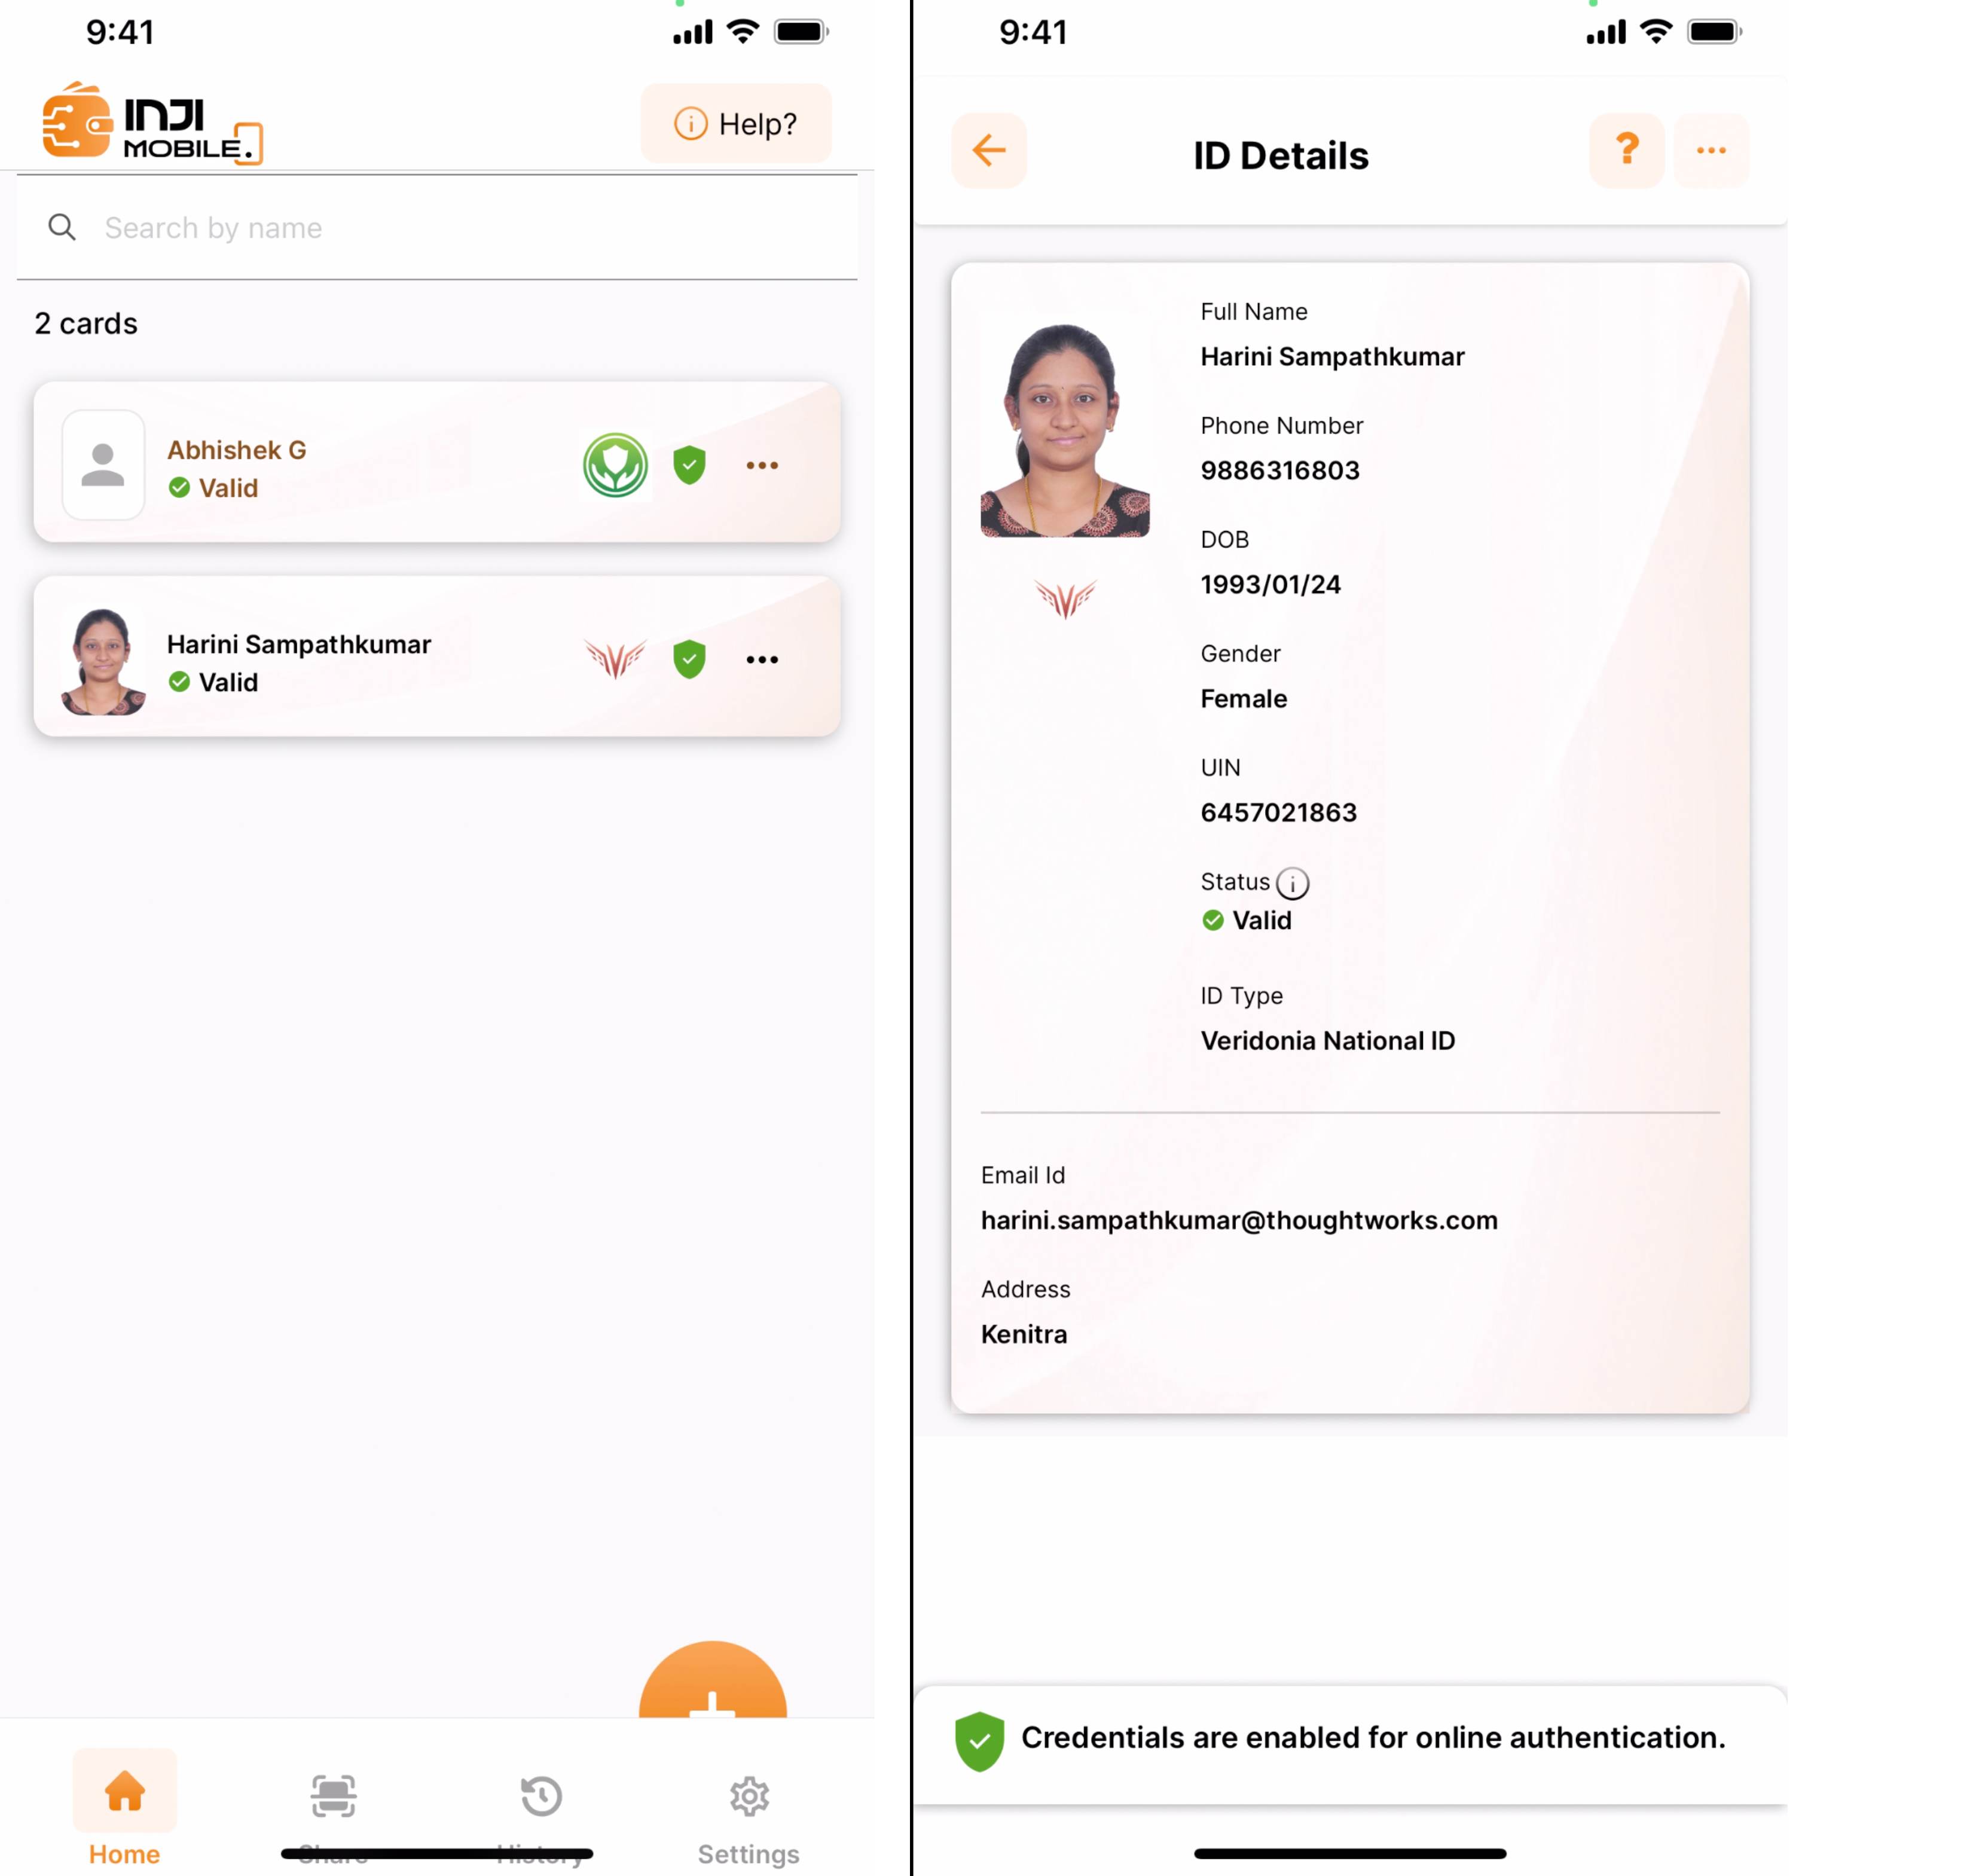 9:41
INJI
MOBILE.
Help?
Search by name
2 cards
Abhishek G
Valid
Harini Sampathkumar
Valid
Home
Share
History
Settings
9:41
ID Details
?
Full Name
Harini Sampathkumar
Phone Number
9886316803
DOB
1993/01/24
Gender
Female
UIN
6457021863
Status
Valid
ID Type
Veridonia National ID
Email Id
harini.sampathkumar@thoughtworks.com
Address
Kenitra
Credentials are enabled for online authentication.